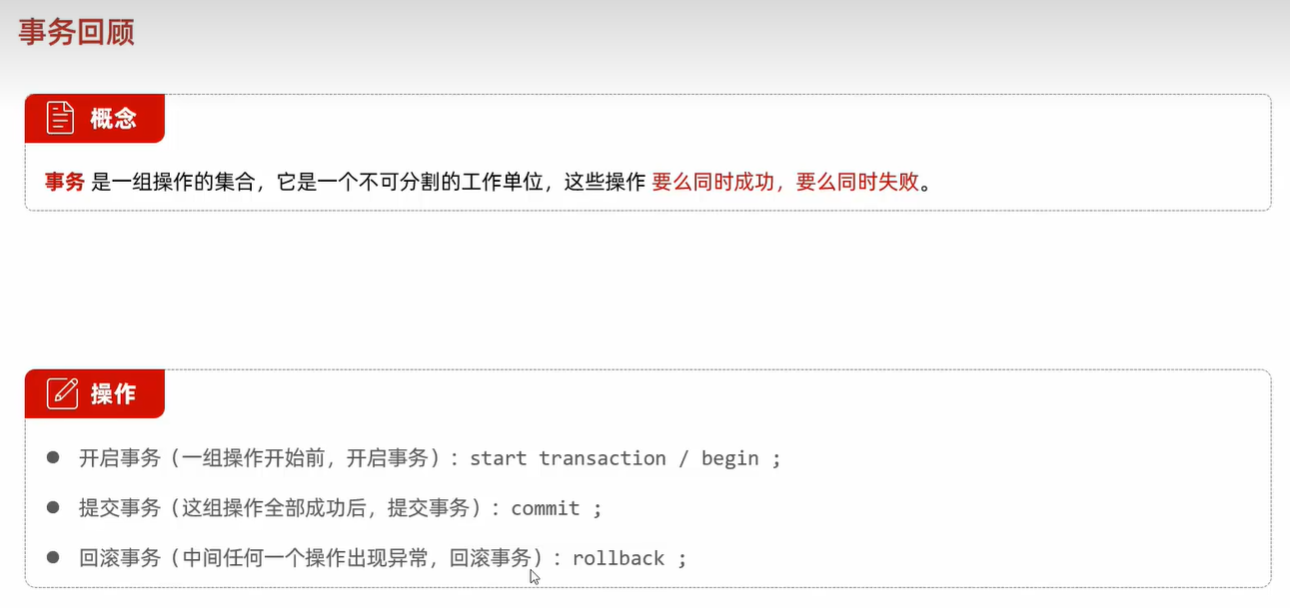 事务回顾
概念
事务 是一组操作的集合，它是一个不可分割的工作单位，这些操作 要么同时成功，要么同时失败。
操作
● 开启事务（一组操作开始前，开启事务）：start transaction / begin ;
● 提交事务（这组操作全部成功后，提交事务）：commit ;
● 回滚事务（中间任何一个操作出现异常，回滚事务）：rollback ;